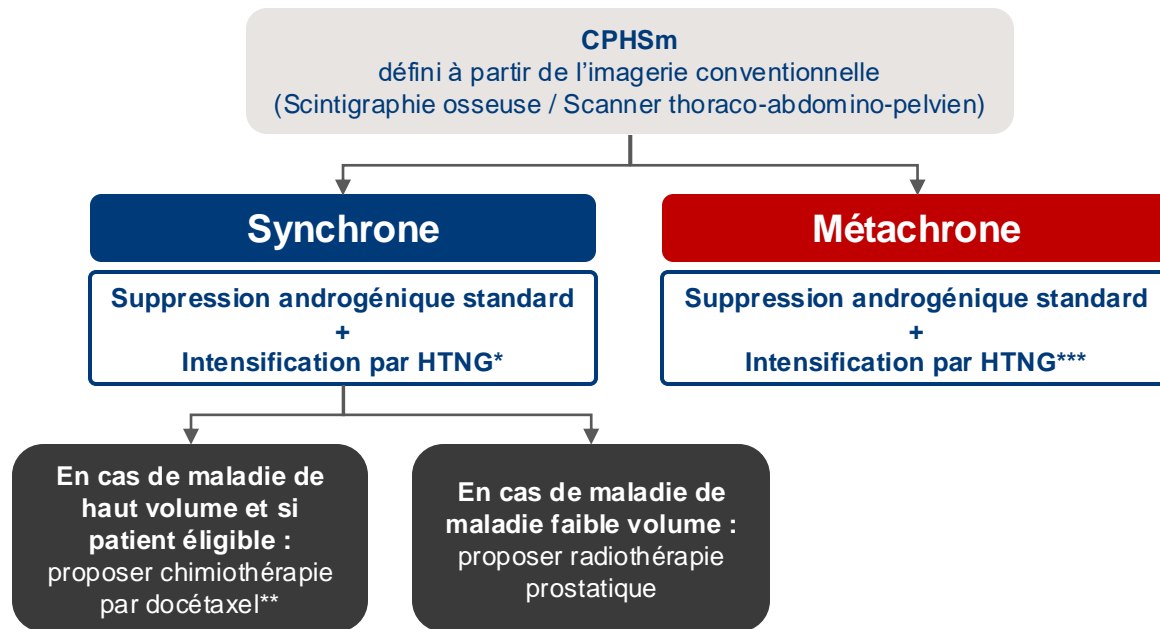 CPHSm
défini à partir de l’imagerie conventionnelle
(Scintigraphie osseuse / Scanner thoraco-abdomino-pelvien)
Synchrone
Suppression androgénique standard
+
Intensification par HTNG*
Métachrone
Suppression androgénique standard
+
Intensification par HTNG***
En cas de maladie de
haut volume et si
patient éligible :
proposer chimiothérapie
par docétaxel**
En cas de maladie de
maladie faible volume :
proposer radiothérapie
prostatique